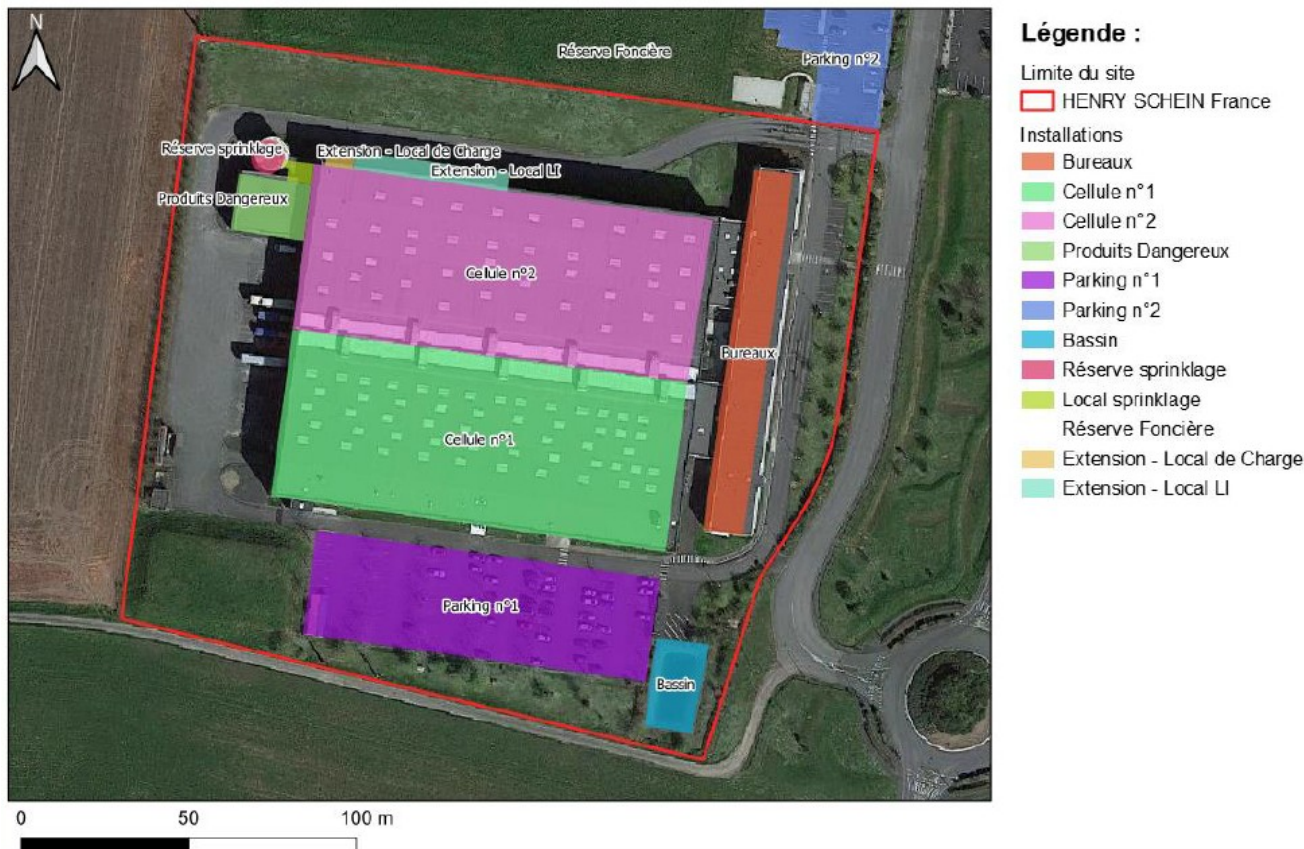 N
Réserve Foncière
Parking n°2
Réserve sprinklage
Extension - Local de Charge
Extension - Local LI
Produits Dangereux
Cellule n°2
Bureaux
Cellule n°1
Parking n°1
Bassin
0 50 100 m
Légende :
Limite du site
HENRY SCHEIN France
Installations
Bureaux
Cellule n°1
Cellule n°2
Produits Dangereux
Parking n°1
Parking n°2
Bassin
Réserve sprinklage
Local sprinklage
Réserve Foncière
Extension - Local de Charge
Extension - Local LI